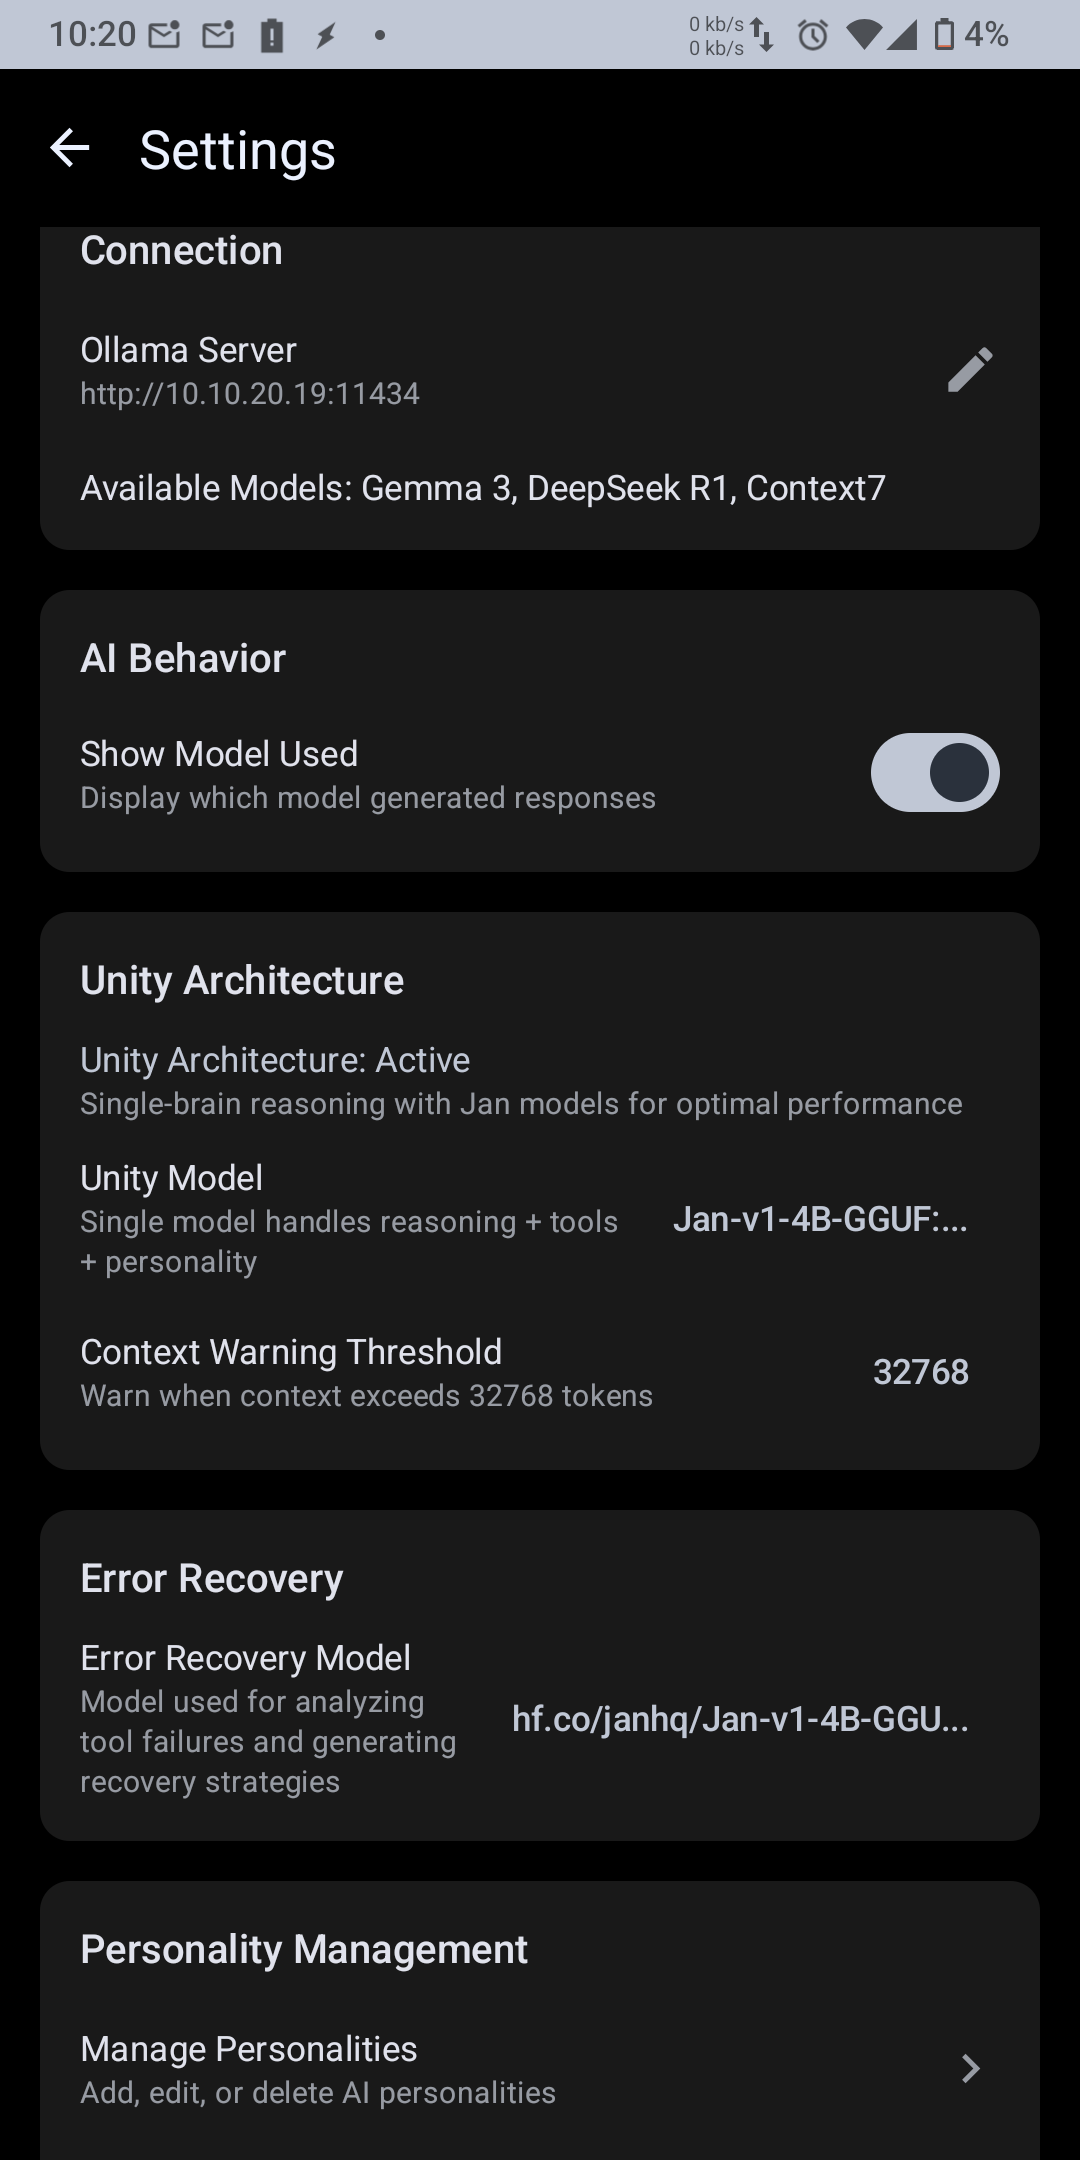 10:20
0 kb/s
0 kb/s
4%
Settings
Connection
Ollama Server
http://10.10.20.19:11434
Available Models: Gemma 3, DeepSeek R1, Context7
AI Behavior
Show Model Used
Display which model generated responses
Unity Architecture
Unity Architecture: Active
Single-brain reasoning with Jan models for optimal performance
Unity Model
Single model handles reasoning + tools
+ personality
Jan-v1-4B-GGUF:...
Context Warning Threshold
Warn when context exceeds 32768 tokens
32768
Error Recovery
Error Recovery Model
Model used for analyzing
tool failures and generating
recovery strategies
hf.co/janhq/Jan-v1-4B-GGU...
Personality Management
Manage Personalities
Add, edit, or delete AI personalities